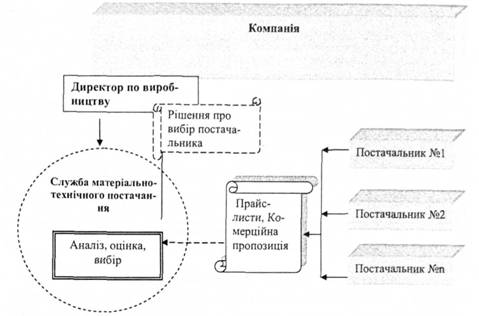 Компанія
Директор по вироб-
ництву
Рішення про
вибір постача-
льника
Служба матеріально-
технічного постачан-
ня
Аналіз, оцінка,
вибір
Прайс-
листи, Ко-
мерційна
пропозиція
Постачальник №1
Постачальник №2
Постачальник №n